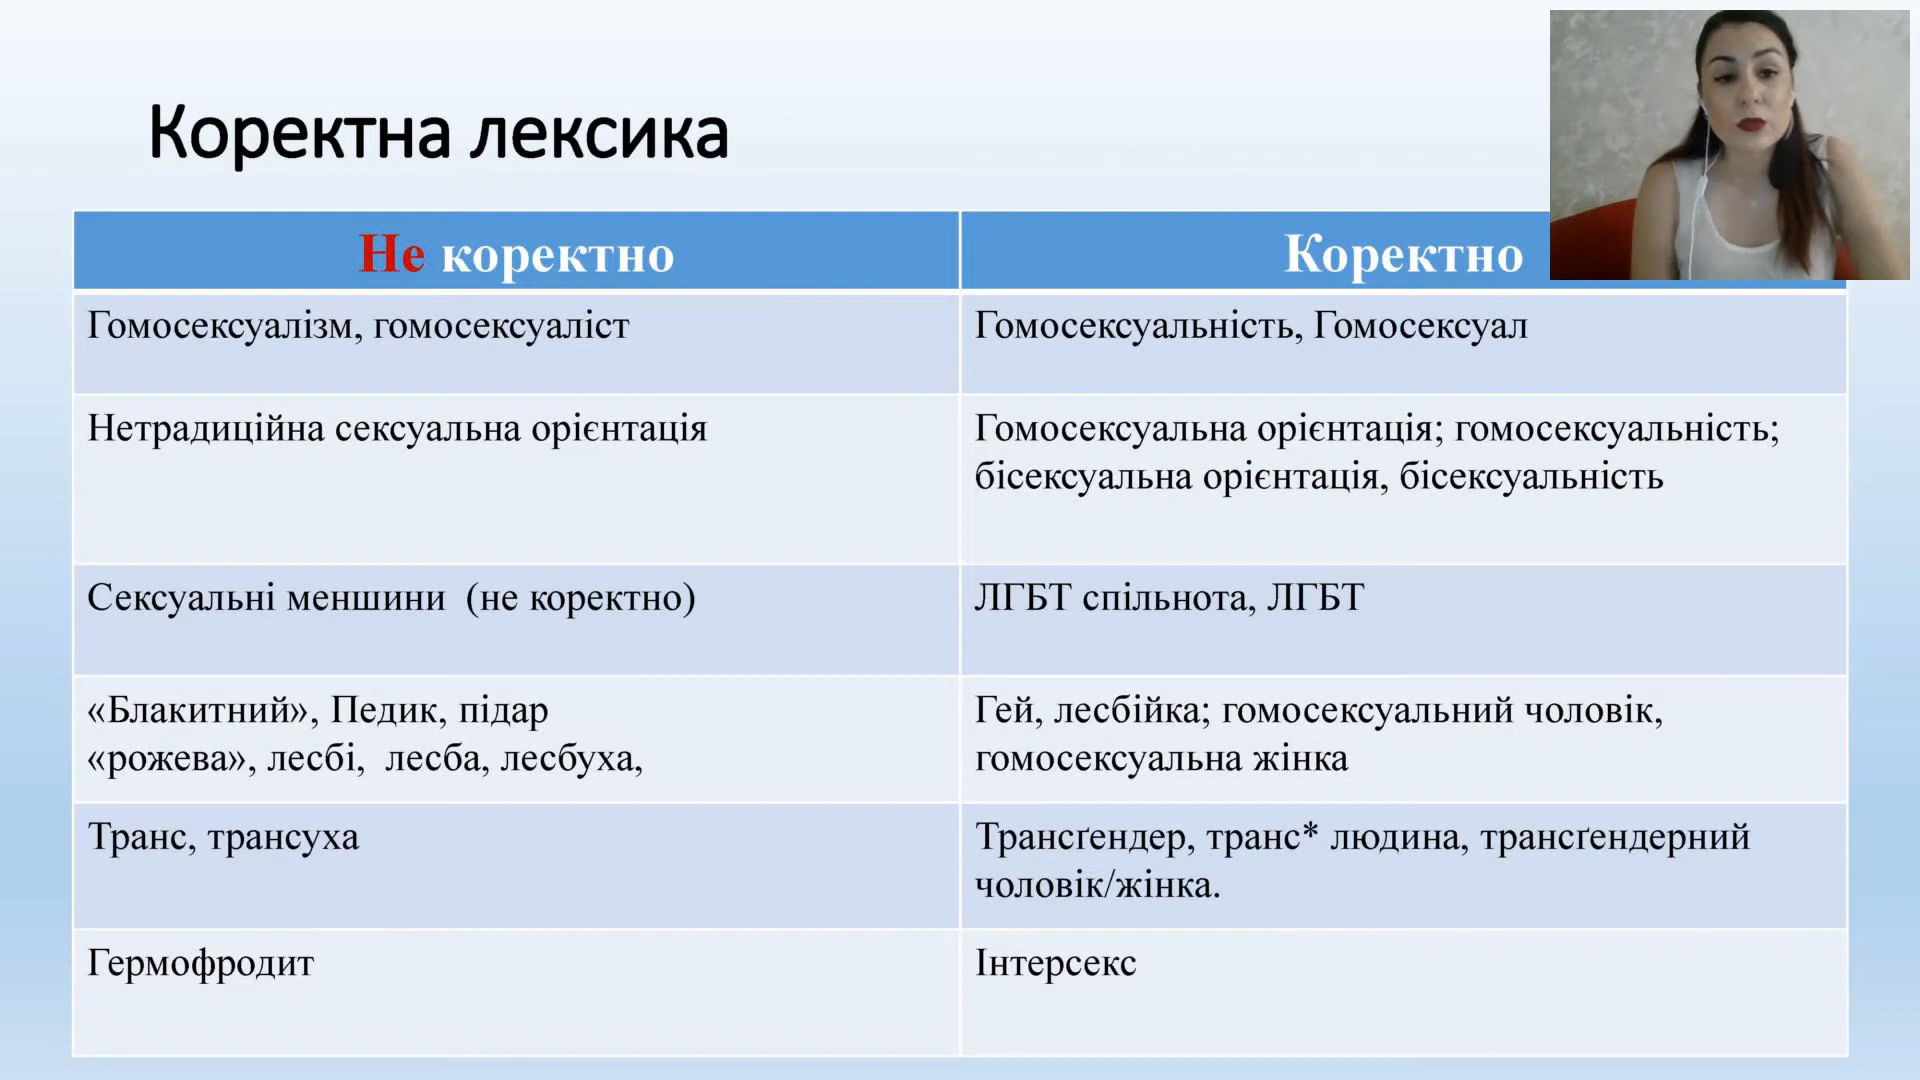 Коректна лексика
Не коректно
Коректно
Гомосексуалізм, гомосексуаліст
Гомосексуальність, Гомосексуал
Нетрадиційна сексуальна орієнтація
Гомосексуальна орієнтація; гомосексуальність;
бісексуальна орієнтація, бісексуальність
Сексуальні меншини (не коректно)
ЛГБТ спільнота, ЛГБТ
«Блакитний», Педик, підар
«рожева», лесбі, лесба, лесбуха,
Гей, лесбійка; гомосексуальний чоловік,
гомосексуальна жінка
Транс, трансуха
Трансґендер, транс* людина, трансґендерний
чоловік/жінка.
Гермофродит
Інтерсекс